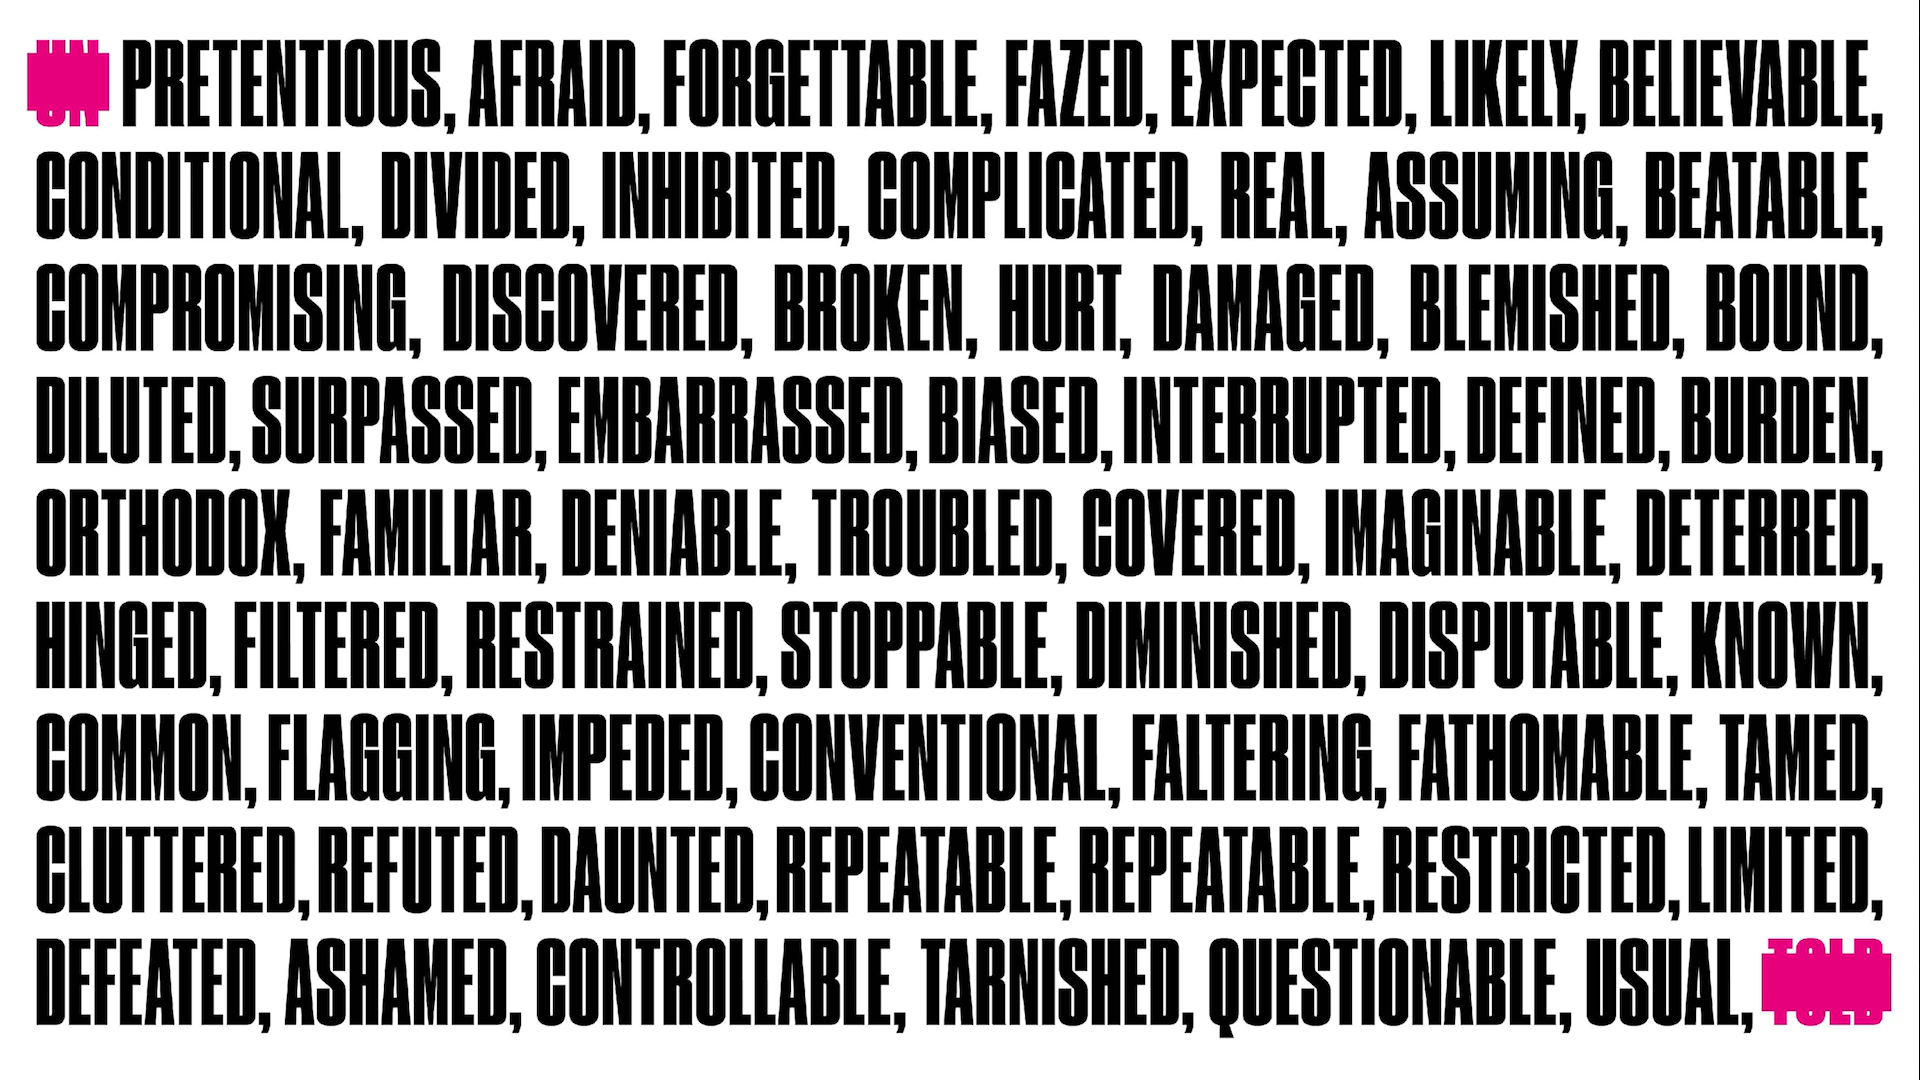 UN PRETENTIOUS, AFRAID, FORGETTABLE, FAZED, EXPECTED, LIKELY, BELIEVABLE,
CONDITIONAL, DIVIDED, INHIBITED, COMPLICATED, REAL, ASSUMING, BEATABLE,
COMPROMISING, DISCOVERED, BROKEN, HURT, DAMAGED, BLEMISHED, BOUND,
DILUTED, SURPASSED, EMBARRASSED, BIASED, INTERRUPTED, DEFINED, BURDEN,
ORTHODOX, FAMILIAR, DENIABLE, TROUBLED, COVERED, IMAGINABLE, DETERRED,
HINGED, FILTERED, RESTRAINED, STOPPABLE, DIMINISHED, DISPUTABLE, KNOWN,
COMMON, FLAGGING, IMPEDED, CONVENTIONAL, FALTERING, FATHOMABLE, TAMED,
CLUTTERED, REFUTED, DAUNTED, REPEATABLE, REPEATABLE, RESTRICTED, LIMITED,
DEFEATED, ASHAMED, CONTROLLABLE, TARNISHED, QUESTIONABLE, USUAL, TOLD